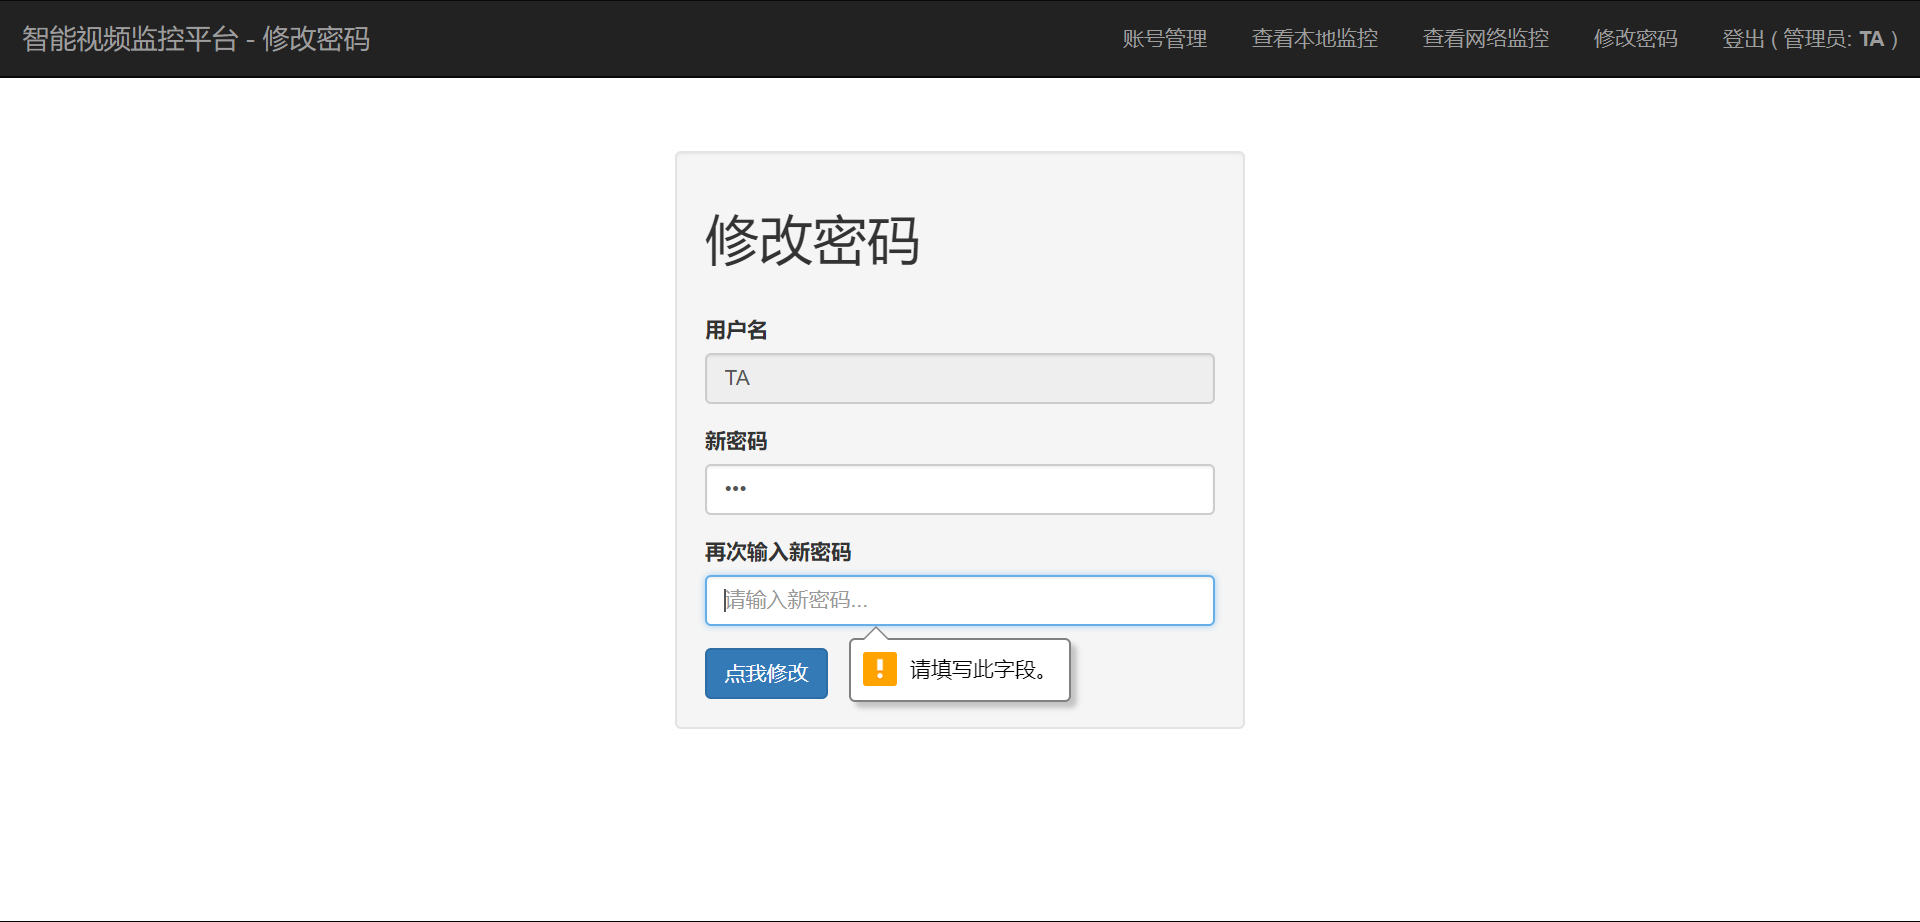 智能视频监控平台 - 修改密码
账号管理 查看本地监控 查看网络监控 修改密码 登出 ( 管理员: TA )
修改密码
用户名
TA
新密码
•••
再次输入新密码
请输入新密码...
点我修改
请填写此字段。